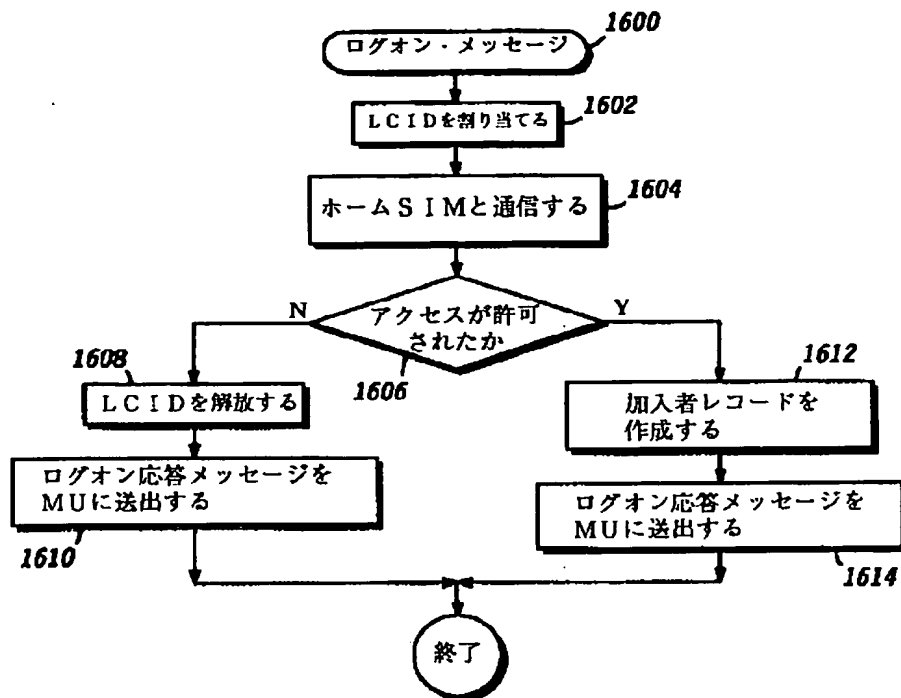 1600
ログオン・メッセージ
1602
LCIDを割り当てる
1604
ホームSIMと通信する
N
アクセスが許可
されたか
Y
1606
1608
LCIDを解放する
1612
加入者レコードを
作成する
ログオン応答メッセージを
MUに送出する
1610
ログオン応答メッセージを
MUに送出する
1614
終了